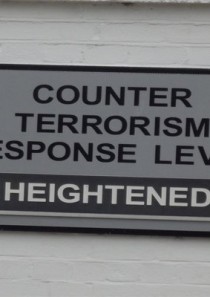 COUNTER
TERRORISM
ESPONSE LEV
HEIGHTENED